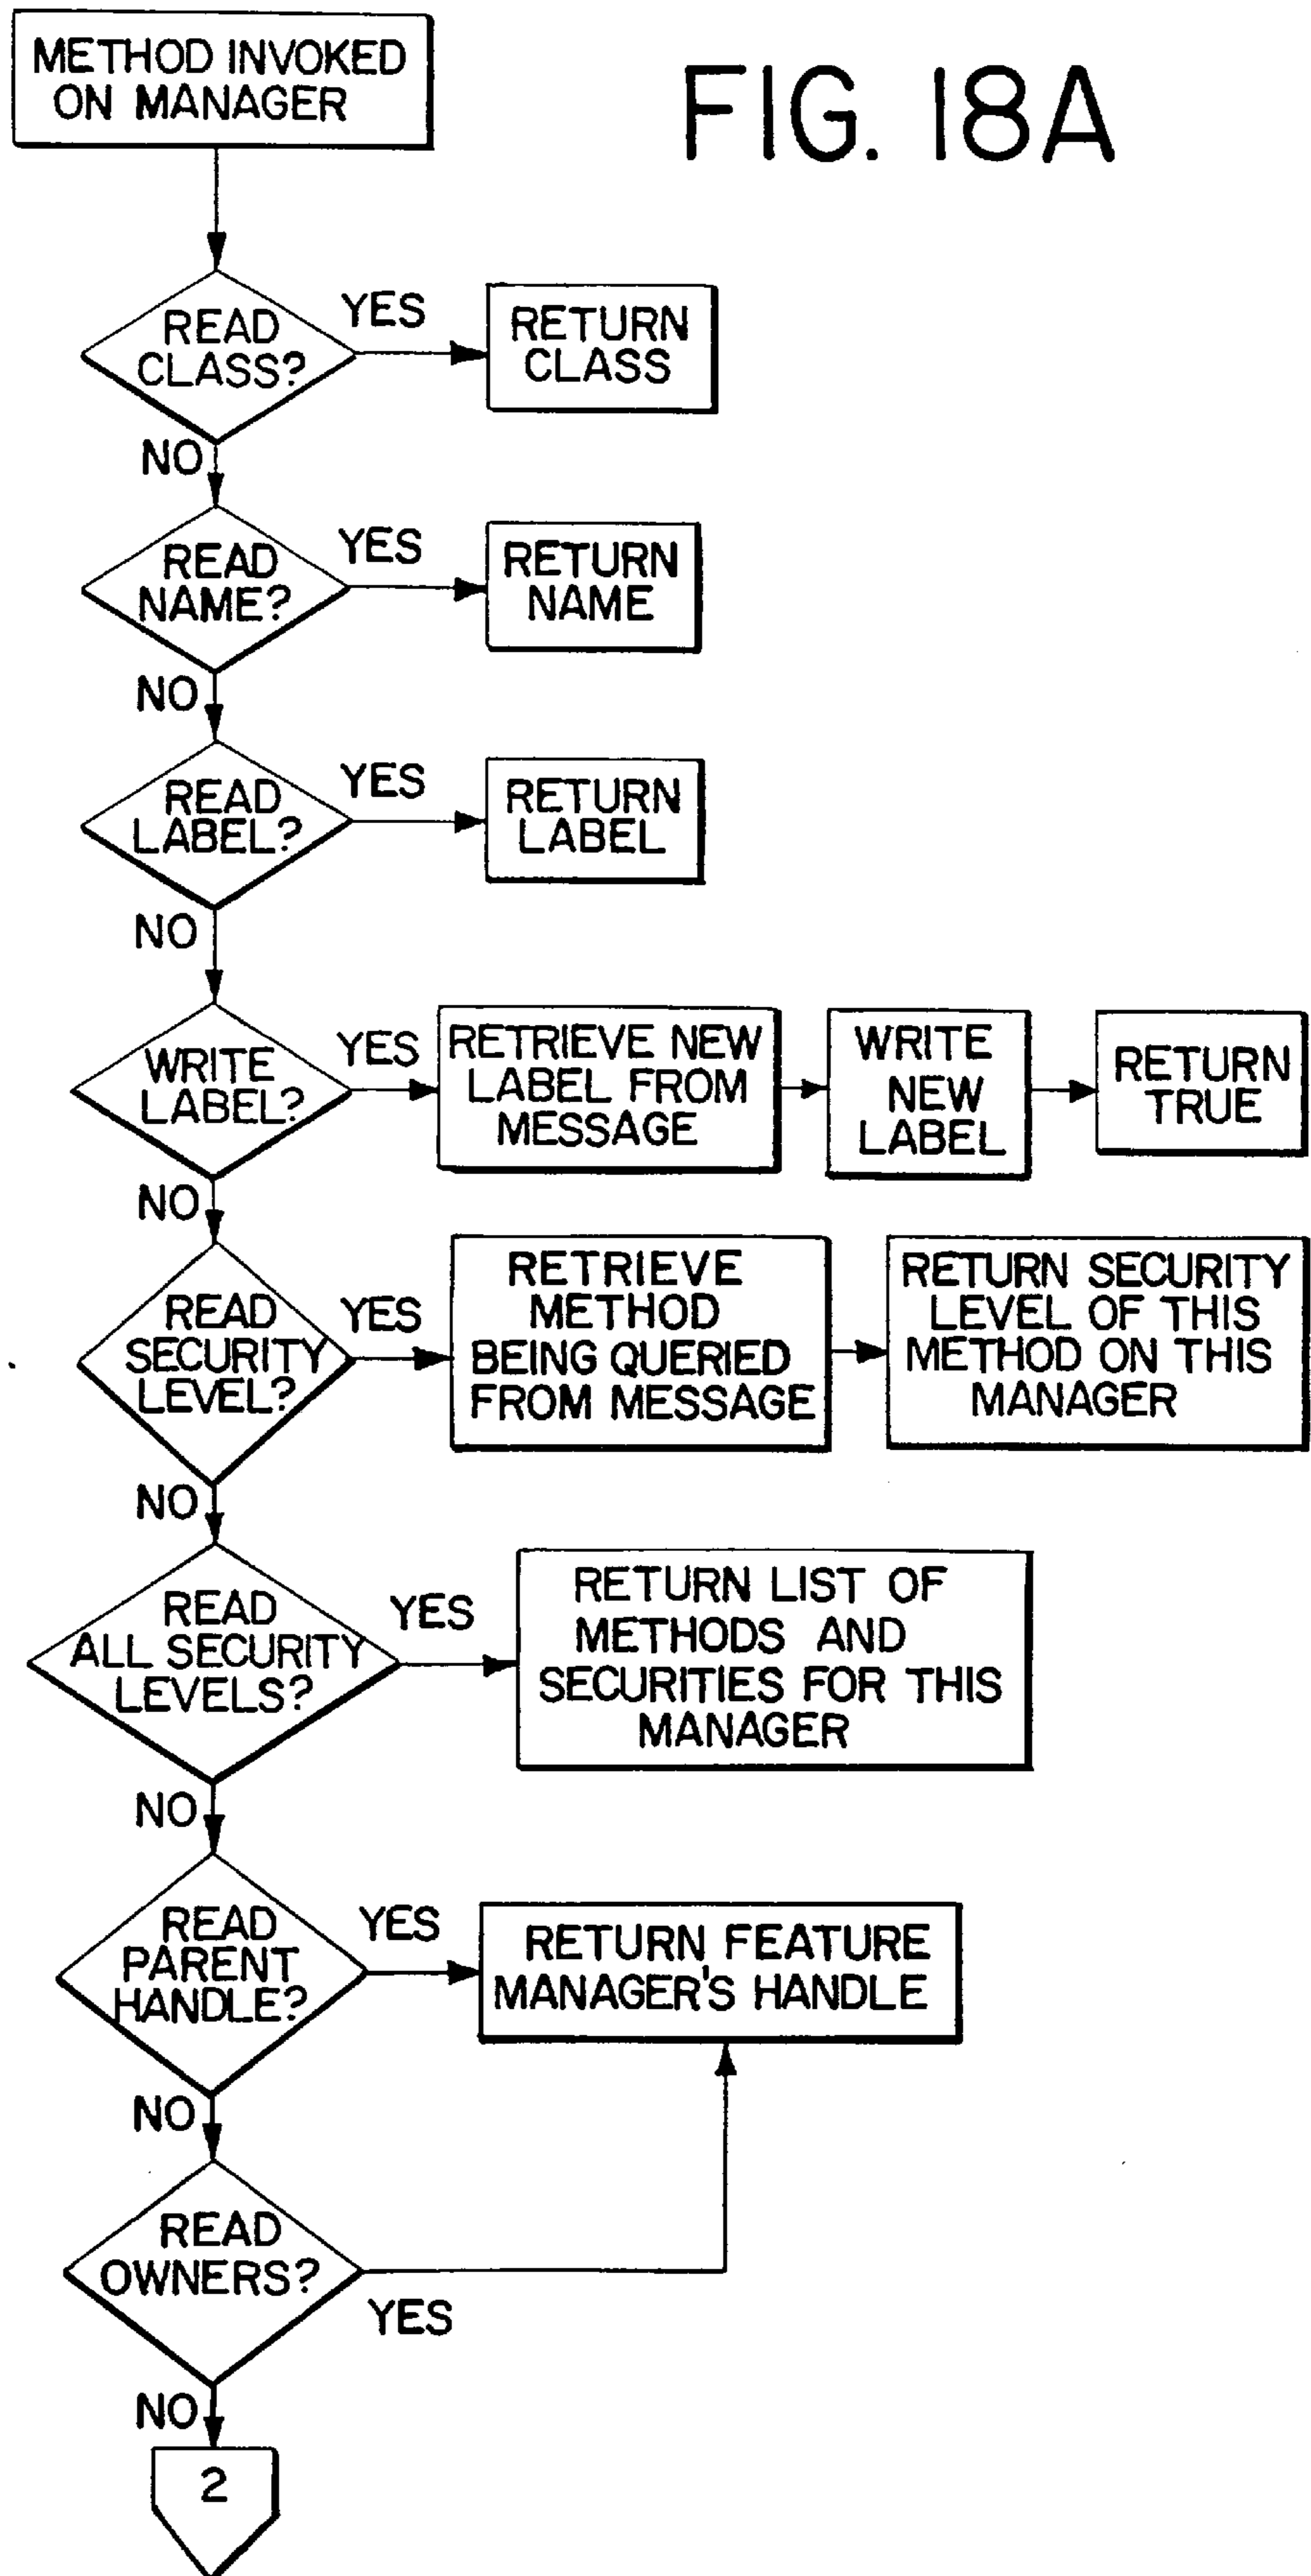 METHOD INVOKED
ON MANAGER
FIG. 18A
READ
CLASS?
YES
RETURN
CLASS
NO
READ
NAME?
YES
RETURN
NAME
NO
READ
LABEL?
YES
RETURN
LABEL
NO
WRITE
LABEL?
YES
RETRIEVE NEW
LABEL FROM
MESSAGE
WRITE
NEW
LABEL
RETURN
TRUE
NO
READ
SECURITY
LEVEL?
YES
RETRIEVE
METHOD
BEING QUERIED
FROM MESSAGE
RETURN SECURITY
LEVEL OF THIS
METHOD ON THIS
MANAGER
NO
READ
ALL SECURITY
LEVELS?
YES
RETURN LIST OF
METHODS AND
SECURITIES FOR THIS
MANAGER
NO
READ
PARENT
HANDLE?
YES
RETURN FEATURE
MANAGER'S HANDLE
NO
READ
OWNERS?
YES
NO
2